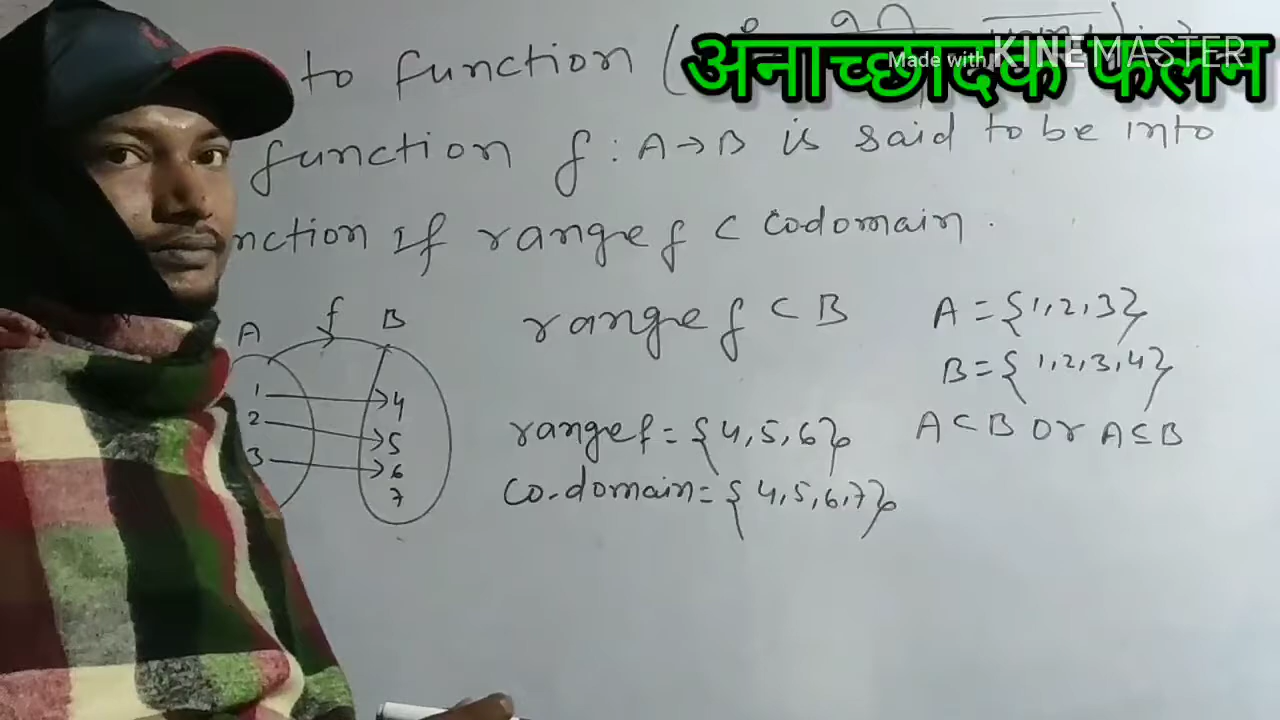 to function (
अनाच्छादक फलन
Made with KINEMASTER
function f : A→B is said to be into
nction if range f ⊂ codomain.
A f B
1 4
2 5
3 6
7
range f ⊂ B
range f = {4,5,6}
co-domain = {4,5,6,7}
A = {1,2,3}
B = {1,2,3,4}
A⊂B or A⊆B